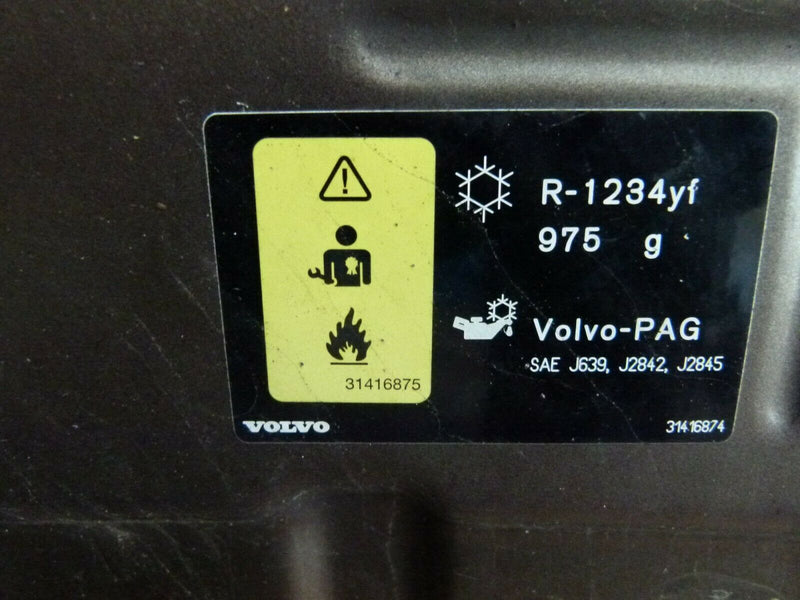 R-1234yf
975 g
Volvo-PAG
SAE J639, J2842, J2845
31416875
VOLVO
31416874